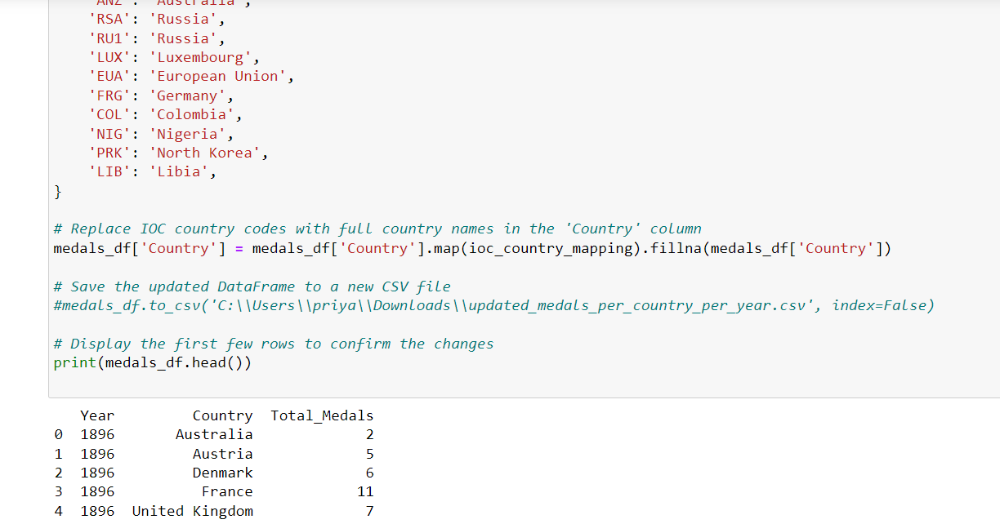 'ANZ': 'Australia',
'RSA': 'Russia',
'RU1': 'Russia',
'LUX': 'Luxembourg',
'EUA': 'European Union',
'FRG': 'Germany',
'COL': 'Colombia',
'NIG': 'Nigeria',
'PRK': 'North Korea',
'LIB': 'Libia',
}
# Replace IOC country codes with full country names in the 'Country' column
medals_df['Country'] = medals_df['Country'].map(ioc_country_mapping).fillna(medals_df['Country'])
# Save the updated DataFrame to a new CSV file
#medals_df.to_csv('C:\\Users\\priya\\Downloads\\updated_medals_per_country_per_year.csv', index=False)
# Display the first few rows to confirm the changes
print(medals_df.head())
Year Country Total_Medals
0 1896 Australia 2
1 1896 Austria 5
2 1896 Denmark 6
3 1896 France 11
4 1896 United Kingdom 7